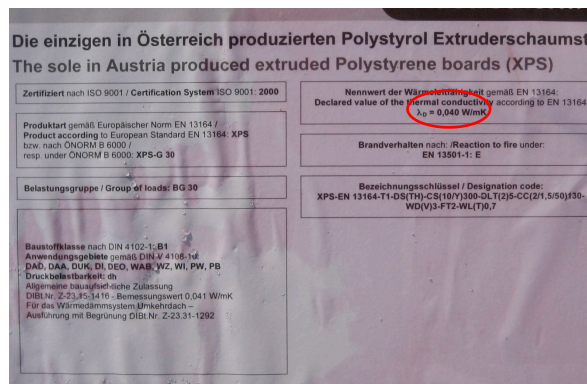 Die einzigen in Österreich produzierten Polystyrol Extruderschaumst
The sole in Austria produced extruded Polystyrene boards (XPS)
Zertifiziert nach ISO 9001 / Certification System ISO 9001: 2000
Produktart gemäß Europäischer Norm EN 13164 /
Product according to European Standard EN 13164: XPS
bzw. nach ÖNORM B 6000 /
resp. under ÖNORM B 6000: XPS-G 30
Belastungsgruppe / Group of loads: BG 30
Baustoffklasse nach DIN 4102-1: B1
Anwendungsgebiete gemäß DIN V 4108-10:
DAD, DAA, DUK, DI, DEO, WAB, WZ, WI, PW, PB
Druckbelastbarkeit: dh
Allgemeine bauaufsichtliche Zulassung
DIBt.Nr. Z-23.15-1416 - Bemessungswert 0,041 W/mK
Für das Wärmedämmsystem Umkehrdach –
Ausführung mit Begrünung DIBt.Nr. Z-23.31-1292
Nennwert der Wärmeleitfähigkeit gemäß EN 13164:
Declared value of the thermal conductivity according to EN 13164
λD = 0,040 W/mK
Brandverhalten nach: /Reaction to fire under:
EN 13501-1: E
Bezeichnungsschlüssel / Designation code:
XPS-EN 13164-T1-DS(TH)-CS(10/Y)300-DLT(2)5-CC(2/1,5/50)130-
WD(V)3-FT2-WL(T)0,7